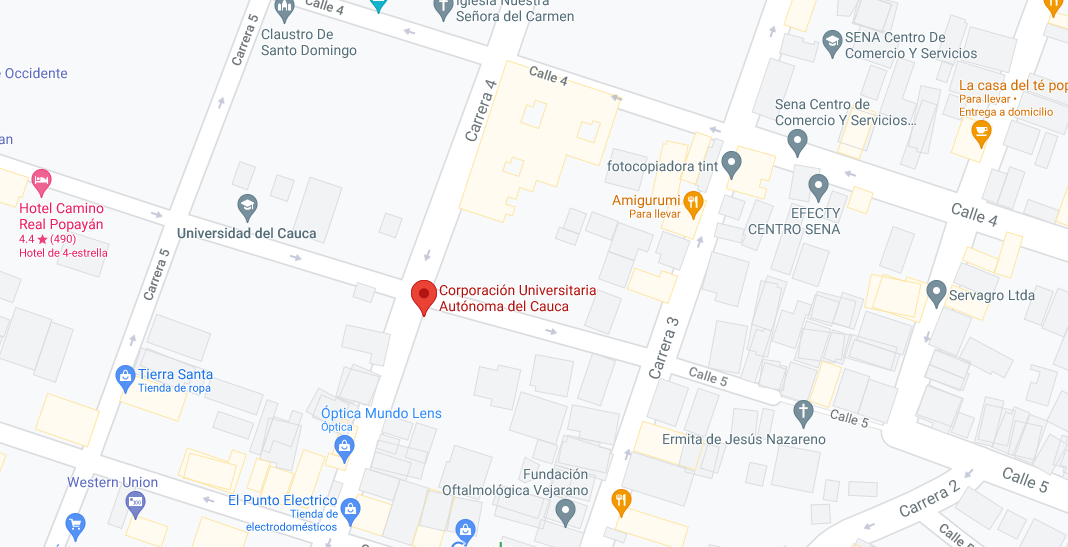 Calle 4
Iglesia Nuestra
Señora del Carmen
Carrera 5
Claustro De
Santo Domingo
SENA Centro De
Comercio Y Servicios
Occidente
Calle 4
Carrera 4
La casa del té pop
Para llevar •
Entrega a domicilio
Sena Centro de
Comercio Y Servicios...
an
fotocopiadora tint
Amigurumi
Para llevar
Hotel Camino
Real Popayán
4.4 ★ (490)
Hotel de 4-estrella
Universidad del Cauca
EFECTY
CENTRO SENA
Calle 4
Carrera 5
Corporación Universitaria
Autónoma del Cauca
Servagro Ltda
Carrera 3
Tierra Santa
Tienda de ropa
Calle 5
Óptica Mundo Lens
Óptica
Calle 5
Ermita de Jesús Nazareno
Western Union
Fundación
Oftalmológica Vejarano
Calle 5
Carrera 2
El Punto Electrico
Tienda de
electrodomésticos
Calle 5